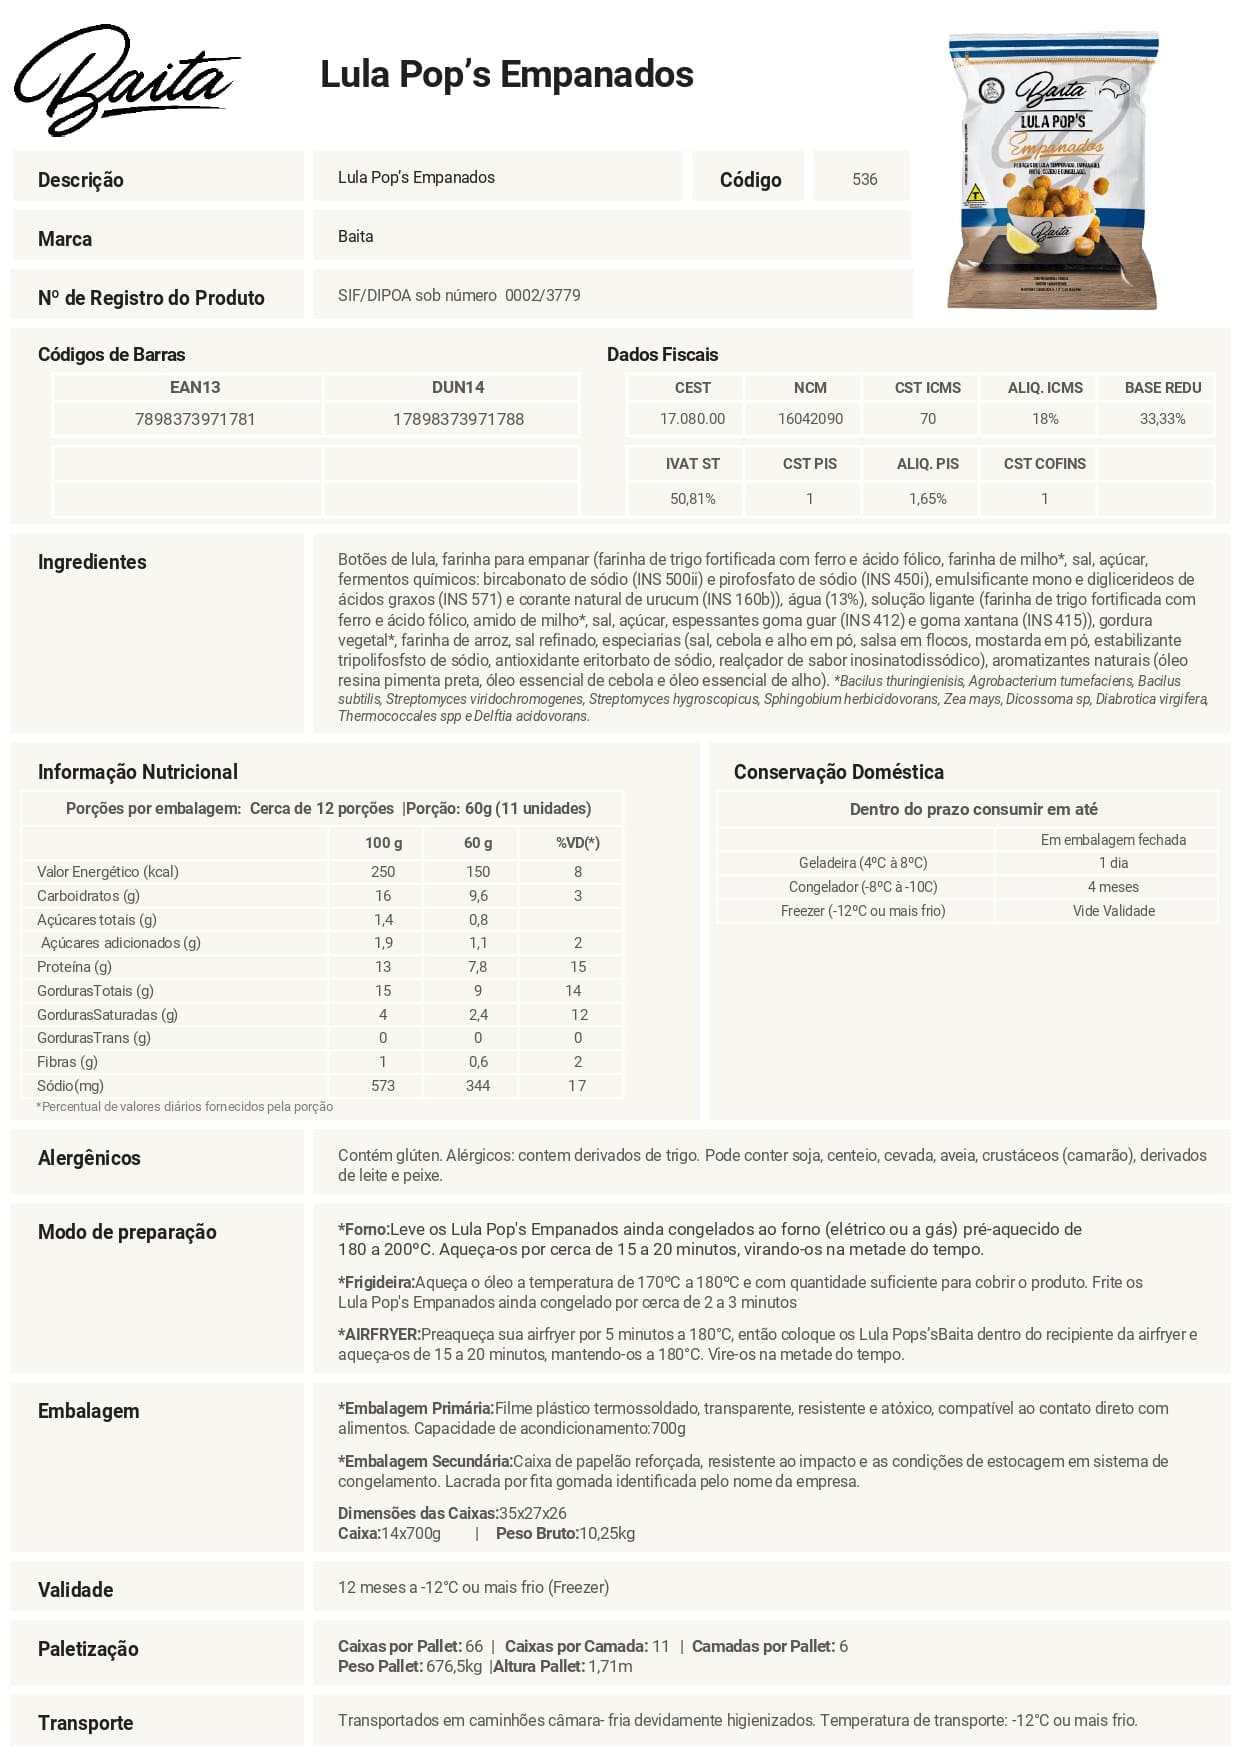 Baita
Lula Pop’s Empanados
Baita
LULA POP'S
Empanados
PEDAÇOS DE LULA TEMPERADO, EMPANADO,
FRITO, COZIDO E CONGELADO.
T
Baita
Descrição
Lula Pop’s Empanados
Código
536
Marca
Baita
Nº de Registro do Produto
SIF/DIPOA sob número 0002/3779
Códigos de Barras
EAN13 DUN14
7898373971781 17898373971788
Dados Fiscais
CEST NCM CST ICMS ALIQ. ICMS BASE REDU
17.080.00 16042090 70 18% 33,33%
IVAT ST CST PIS ALIQ. PIS CST COFINS
50,81% 1 1,65% 1
Ingredientes
Botões de lula, farinha para empanar (farinha de trigo fortificada com ferro e ácido fólico, farinha de milho*, sal, açúcar,
fermentos químicos: bircabonato de sódio (INS 500ii) e pirofosfato de sódio (INS 450i), emulsificante mono e diglicerideos de
ácidos graxos (INS 571) e corante natural de urucum (INS 160b)), água (13%), solução ligante (farinha de trigo fortificada com
ferro e ácido fólico, amido de milho*, sal, açúcar, espessantes goma guar (INS 412) e goma xantana (INS 415)), gordura
vegetal*, farinha de arroz, sal refinado, especiarias (sal, cebola e alho em pó, salsa em flocos, mostarda em pó, estabilizante
tripolifosfsto de sódio, antioxidante eritorbato de sódio, realçador de sabor inosinatodissódico), aromatizantes naturais (óleo
resina pimenta preta, óleo essencial de cebola e óleo essencial de alho). *Bacilus thuringienisis, Agrobacterium tumefaciens, Bacilus
subtilis, Streptomyces viridochromogenes, Streptomyces hygroscopicus, Sphingobium herbicidovorans, Zea mays, Dicossoma sp, Diabrotica virgifera,
Thermococcales spp e Delftia acidovorans.
Informação Nutricional
Porções por embalagem: Cerca de 12 porções |Porção: 60g (11 unidades)
100 g 60 g %VD(*)
Valor Energético (kcal) 250 150 8
Carboidratos (g) 16 9,6 3
Açúcares totais (g) 1,4 0,8
Açúcares adicionados (g) 1,9 1,1 2
Proteína (g) 13 7,8 15
GordurasTotais (g) 15 9 14
GordurasSaturadas (g) 4 2,4 12
GordurasTrans (g) 0 0 0
Fibras (g) 1 0,6 2
Sódio(mg) 573 344 17
*Percentual de valores diários fornecidos pela porção
Conservação Doméstica
Dentro do prazo consumir em até
Em embalagem fechada
Geladeira (4ºC à 8ºC) 1 dia
Congelador (-8ºC à -10C) 4 meses
Freezer (-12ºC ou mais frio) Vide Validade
Alergênicos
Contém glúten. Alérgicos: contem derivados de trigo. Pode conter soja, centeio, cevada, aveia, crustáceos (camarão), derivados
de leite e peixe.
Modo de preparação
*Forno:Leve os Lula Pop's Empanados ainda congelados ao forno (elétrico ou a gás) pré-aquecido de
180 a 200ºC. Aqueça-os por cerca de 15 a 20 minutos, virando-os na metade do tempo.
*Frigideira:Aqueça o óleo a temperatura de 170ºC a 180ºC e com quantidade suficiente para cobrir o produto. Frite os
Lula Pop's Empanados ainda congelado por cerca de 2 a 3 minutos
*AIRFRYER:Preaqueça sua airfryer por 5 minutos a 180°C, então coloque os Lula Pops’sBaita dentro do recipiente da airfryer e
aqueça-os de 15 a 20 minutos, mantendo-os a 180°C. Vire-os na metade do tempo.
Embalagem
*Embalagem Primária:Filme plástico termossoldado, transparente, resistente e atóxico, compatível ao contato direto com
alimentos. Capacidade de acondicionamento:700g
*Embalagem Secundária:Caixa de papelão reforçada, resistente ao impacto e as condições de estocagem em sistema de
congelamento. Lacrada por fita gomada identificada pelo nome da empresa.
Dimensões das Caixas:35x27x26
Caixa:14x700g | Peso Bruto:10,25kg
Validade
12 meses a -12°C ou mais frio (Freezer)
Paletização
Caixas por Pallet: 66 | Caixas por Camada: 11 | Camadas por Pallet: 6
Peso Pallet: 676,5kg |Altura Pallet: 1,71m
Transporte
Transportados em caminhões câmara- fria devidamente higienizados. Temperatura de transporte: -12°C ou mais frio.